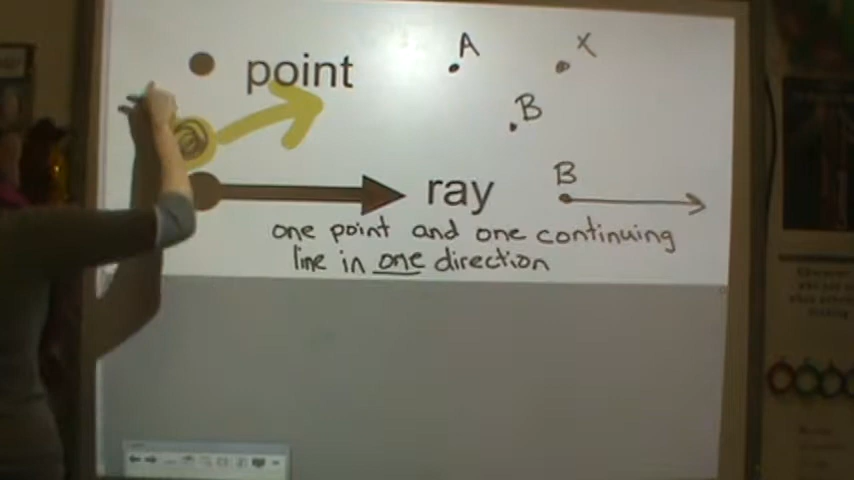 point
A
X
B
ray
B
one point and one continuing
line in one direction